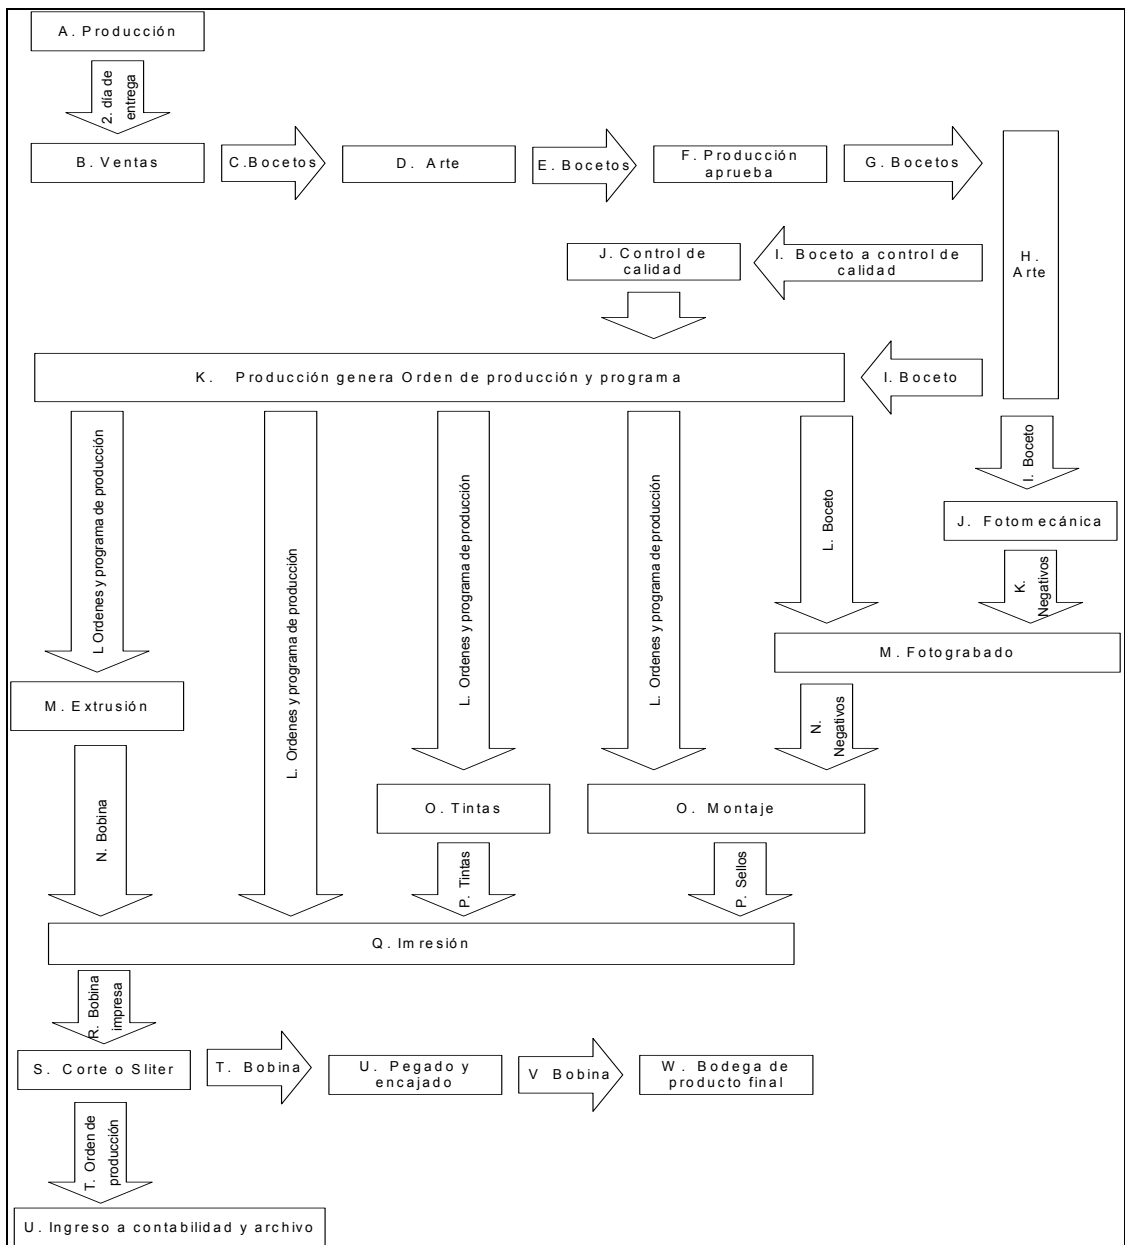 A. Producción
2. día de
entrega
B. Ventas
C.Bocetos
D. Arte
E. Bocetos
F. Producción
aprueba
G. Bocetos
H.
Arte
J. Control de
calidad
I. Boceto a control de
calidad
K. Producción genera Orden de producción y programa
I. Boceto
L Ordenes y programa de producción
L. Ordenes y programa de producción
L. Ordenes y programa de producción
L. Ordenes y programa de producción
L. Boceto
I. Boceto
J. Fotomecánica
K.
Negativos
M. Fotograbado
M. Extrusión
N.
Negativos
N. Bobina
O. Tintas
O. Montaje
P. Tintas
P. Sellos
Q. Imresión
R. Bobina
impresa
S. Corte o Sliter
T. Bobina
U. Pegado y
encajado
V Bobina
W. Bodega de
producto final
T. Orden de
producción
U. Ingreso a contabilidad y archivo